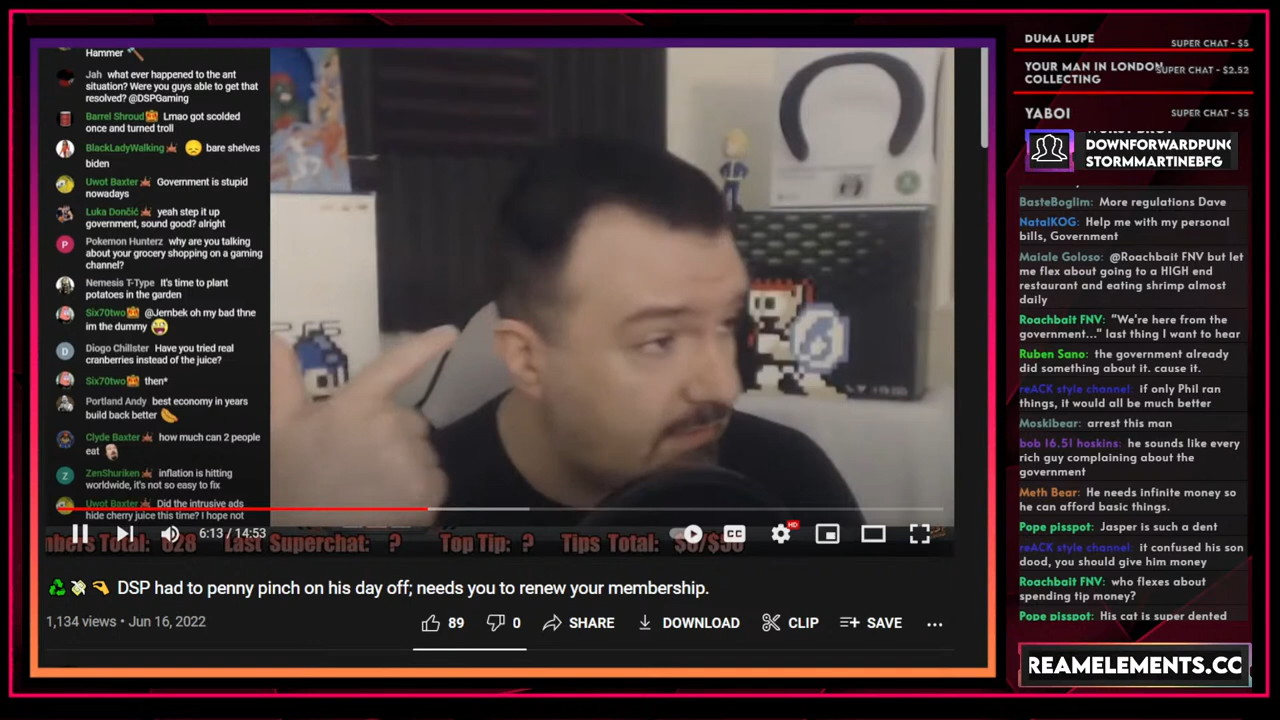 Hammer
Jah what ever happened to the ant
situation? Were you guys able to get that
resolved? @DSPGaming
Barrel Shroud Lmao got scolded
once and turned troll
BlackLadyWalking bare shelves
biden
Uwot Baxter Government is stupid
nowadays
Luka Dončić yeah step it up
government, sound good? alright
Pokemon Hunterz why are you talking
about your grocery shopping on a gaming
channel?
Nemesis T-Type It's time to plant
potatoes in the garden
Six70two @Jernbek oh my bad thne
im the dummy
Diogo Chillster Have you tried real
cranberries instead of the juice?
Six70two then*
Portland Andy best economy in years
build back better
Clyde Baxter how much can 2 people
eat
ZenShuriken inflation is hitting
worldwide, it's not so easy to fix
Uwot Baxter Did the intrusive ads
hide cherry juice this time? I hope not
6:13 / 14:53
CC
HD
nbers Total: 628 Last Superchat: ? Top Tip: ? Tips Total: $0/$50
DSP had to penny pinch on his day off; needs you to renew your membership.
1,134 views • Jun 16, 2022
89
0
SHARE
DOWNLOAD
CLIP
SAVE
DUMA LUPE SUPER CHAT - $5
YOUR MAN IN LONDON SUPER CHAT - $2.52
COLLECTING
YABOI SUPER CHAT - $5
DOWNFORWARDPUNC
STORMMARTINEBFG
BasteBoglim: More regulations Dave
NatalKOG: Help me with my personal
bills, Government
Maiale Goloso: @Roachbait FNV but let
me flex about going to a HIGH end
restaurant and eating shrimp almost
daily
Roachbait FNV: "We're here from the
government..." last thing I want to hear
Ruben Sano: the government already
did something about it. cause it.
reACK style channel: if only Phil ran
things, it would all be much better
Moskibear: arrest this man
bob 16.51 hoskins: he sounds like every
rich guy complaining about the
government
Meth Bear: He needs infinite money so
he can afford basic things.
Pope pisspot: Jasper is such a dent
reACK style channel: it confused his son
dood, you should give him money
Roachbait FNV: who flexes about
spending tip money?
Pope pisspot: His cat is super dented
REAMELEMENTS.CC